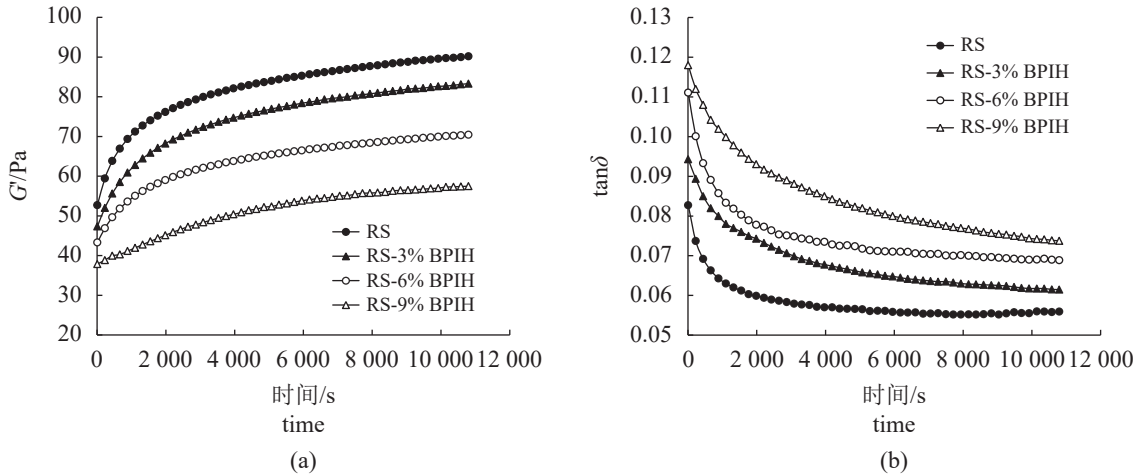 100
90
80
70
60
50
40
30
20
G'/Pa
RS
RS-3% BPIH
RS-6% BPIH
RS-9% BPIH
0 2 000 4 000 6 000 8 000 10 000 12 000
时间/s
time
(a)
0.13
0.12
0.11
0.10
0.09
0.08
0.07
0.06
0.05
tanδ
RS
RS-3% BPIH
RS-6% BPIH
RS-9% BPIH
0 2 000 4 000 6 000 8 000 10 000 12 000
时间/s
time
(b)